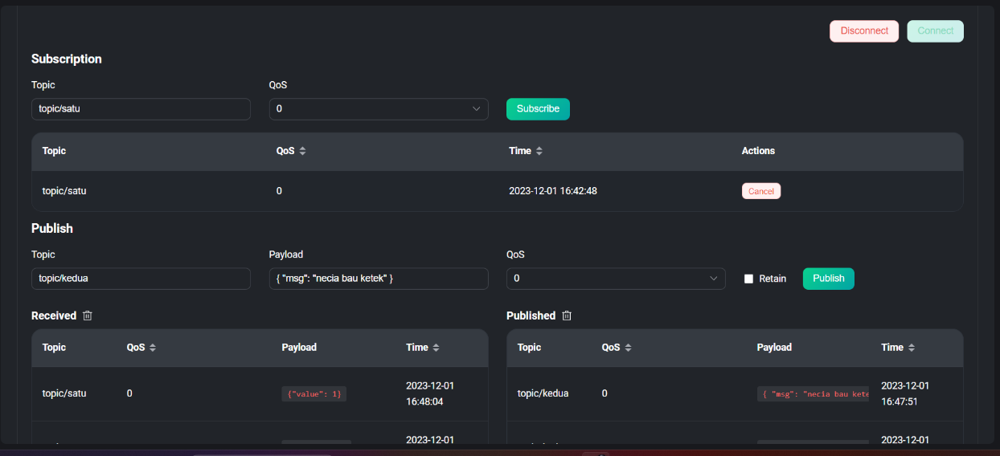 Disconnect Connect
Subscription
Topic QoS
topic/satu 0 Subscribe
Topic QoS Time Actions
topic/satu 0 2023-12-01 16:42:48 Cancel
Publish
Topic Payload QoS
topic/kedua { "msg": "necia bau ketek" } 0 Retain Publish
Received Published
Topic QoS Payload Time Topic QoS Payload Time
topic/satu 0 {"value": 1} 2023-12-01 16:48:04 topic/kedua 0 { "msg": "necia bau kete 2023-12-01 16:47:51
2023-12-01 2023-12-01